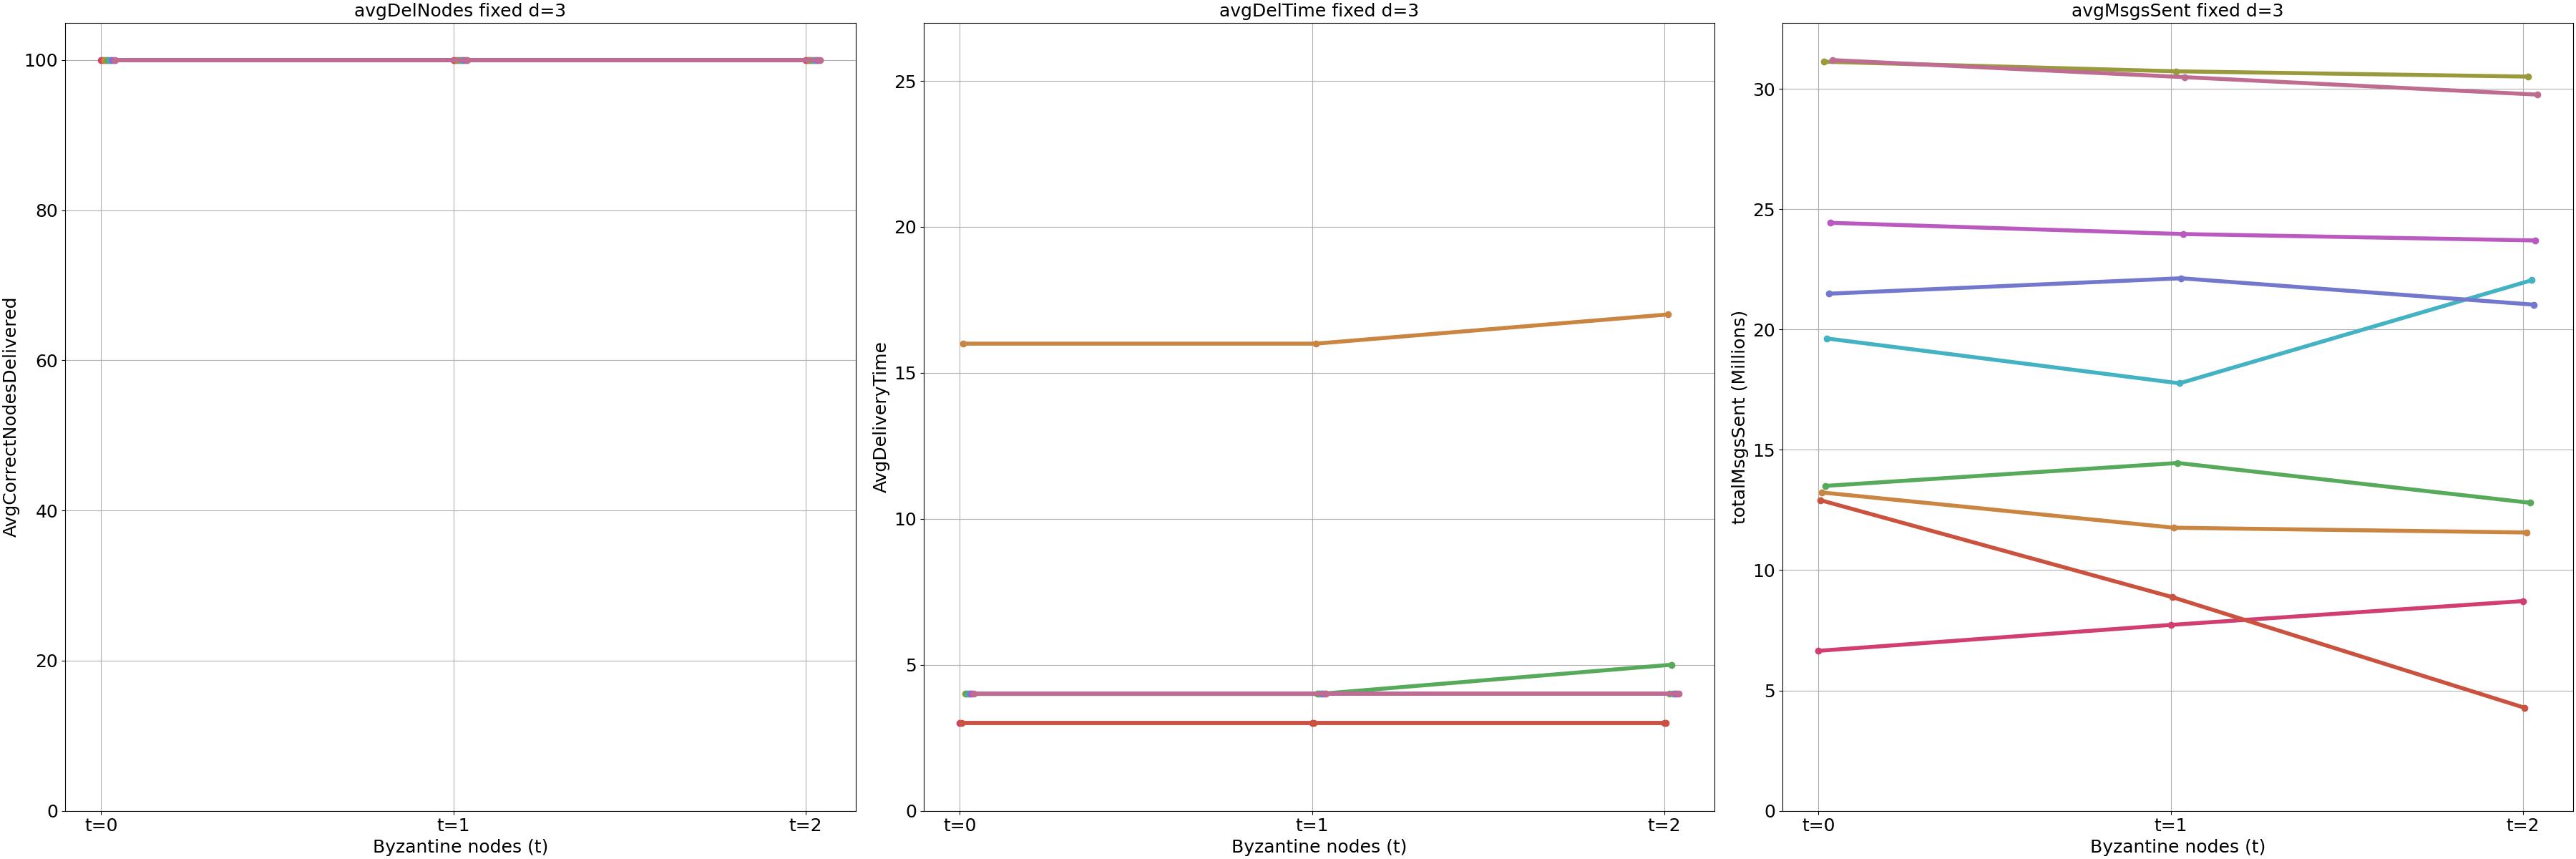 avgDelNodes fixed d=3
AvgCorrectNodesDelivered
100
80
60
40
20
0
t=0 t=1 t=2
Byzantine nodes (t)
avgDelTime fixed d=3
AvgDeliveryTime
25
20
15
10
5
0
t=0 t=1 t=2
Byzantine nodes (t)
avgMsgsSent fixed d=3
totalMsgsSent (Millions)
30
25
20
15
10
5
0
t=0 t=1 t=2
Byzantine nodes (t)